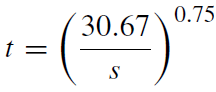 t = (30.67/s)^0.75